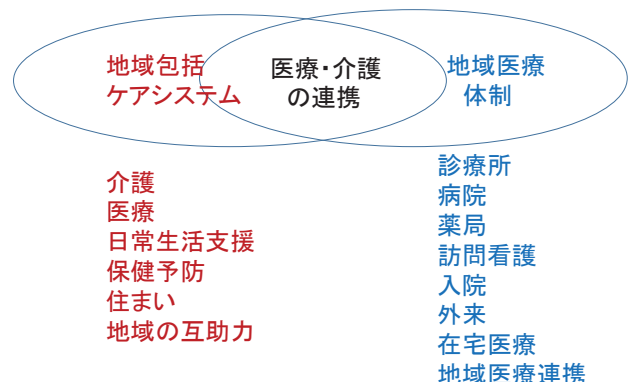 地域包括
ケアシステム
医療・介護
の連携
地域医療
体制
介護
医療
日常生活支援
保健予防
住まい
地域の互助力
診療所
病院
薬局
訪問看護
入院
外来
在宅医療
地域医療連携